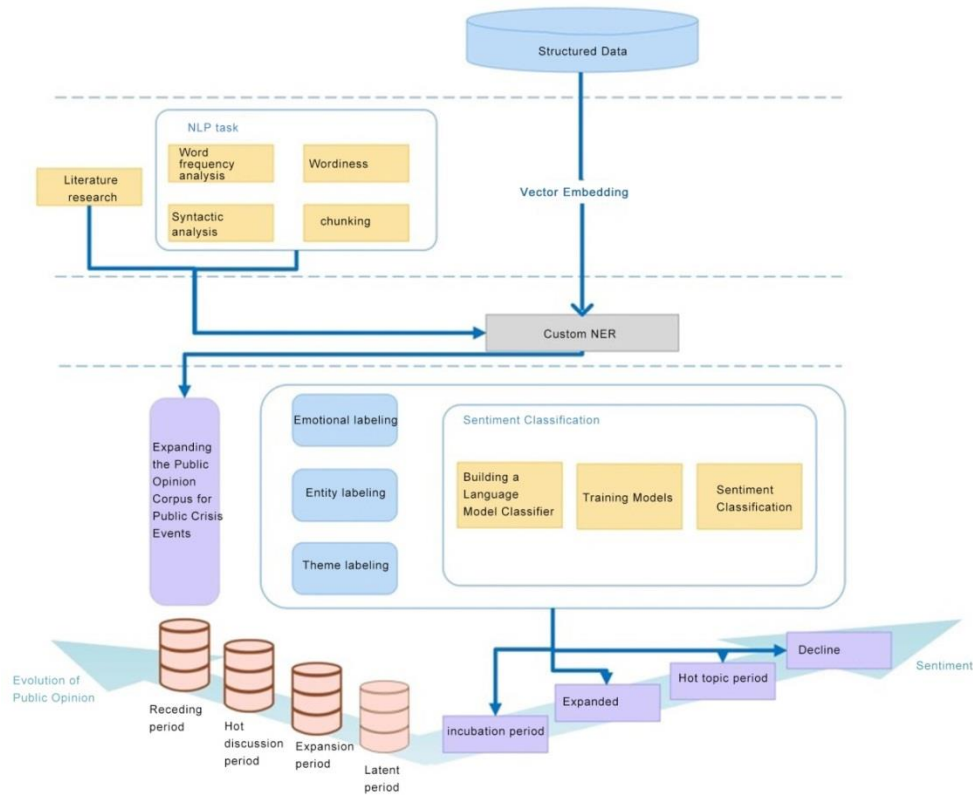 Structured Data
NLP task
Word
frequency
analysis
Wordiness
Literature
research
Vector Embedding
Syntactic
analysis
chunking
Custom NER
Emotional labeling
Sentiment Classification
Expanding
the Public
Opinion
Corpus for
Public Crisis
Events
Entity labeling
Building a
Language
Model Classifier
Training Models
Sentiment
Classification
Theme labeling
Evolution of
Public Opinion
Receding
period
Hot
discussion
period
Expansion
period
Latent
period
incubation period
Expanded
Hot topic period
Decline
Sentiment